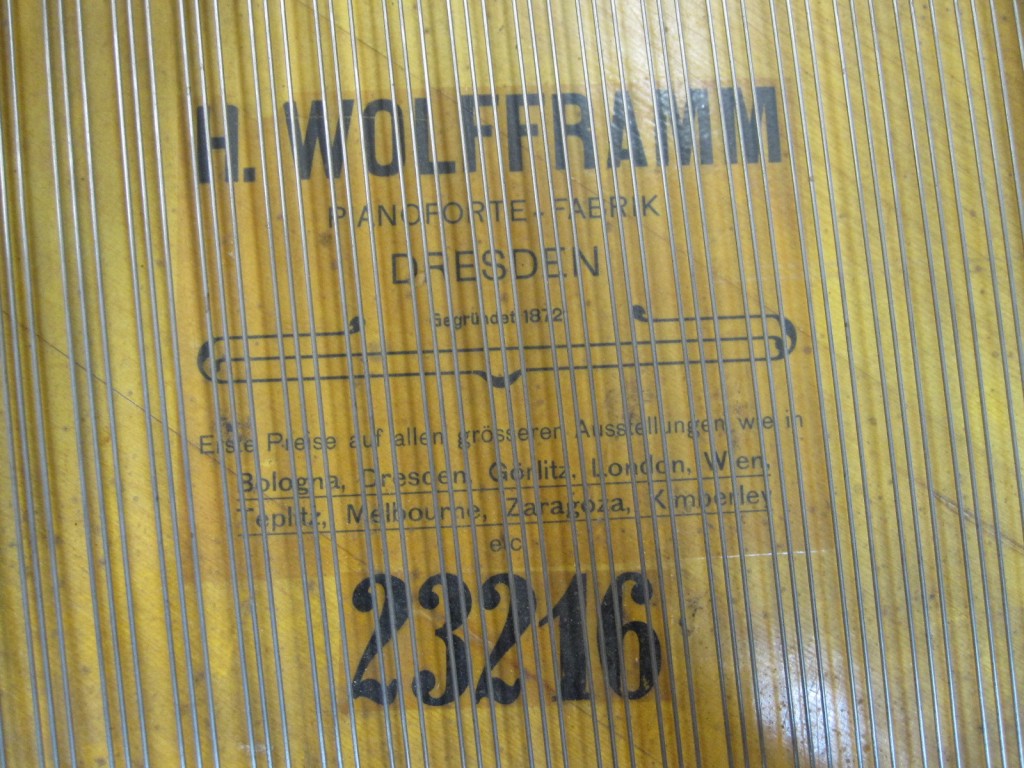 H. WOLFFRAMM
PIANOFORTE-FABRIK
DRESDEN
Gegründet 1872
Erste Preise auf allen grösseren Ausstellungen wie in
Bologna, Dresden, Görlitz, London, Wien,
Teplitz, Melbourne, Zaragoza, Kimberley
etc
23216